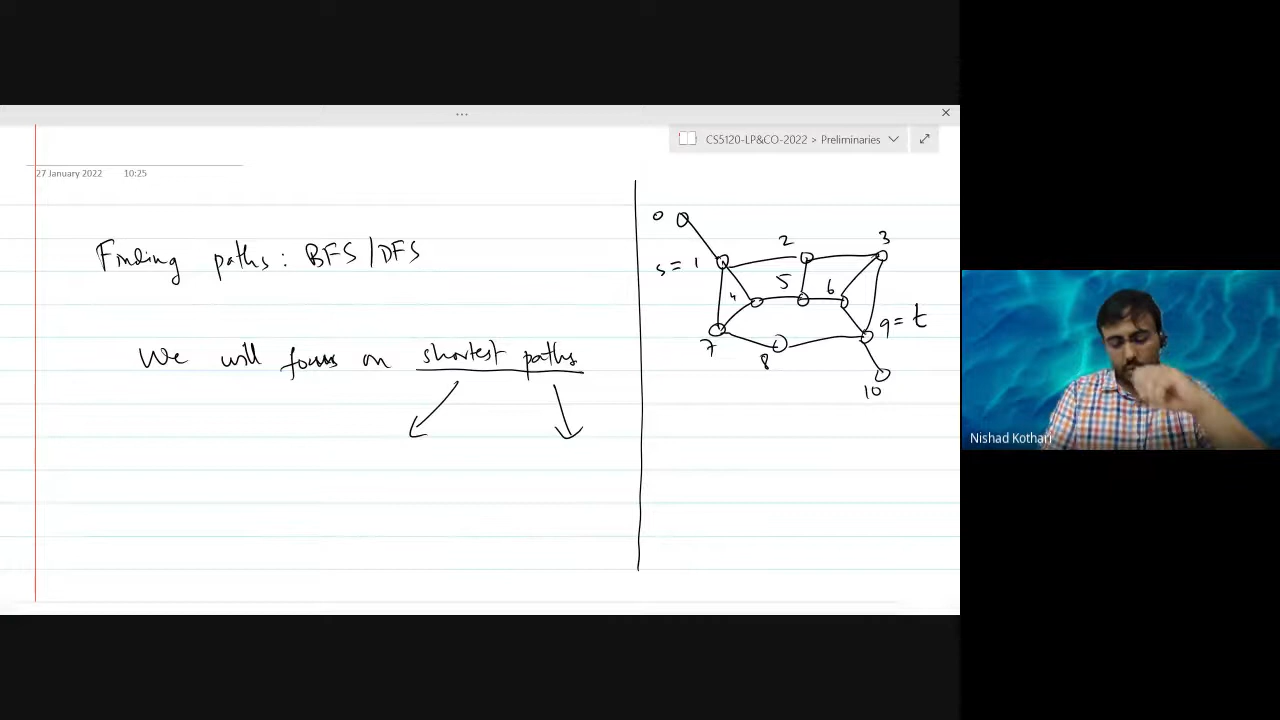 CS5120-LP&CO-2022 > Preliminaries
27 January 2022 10:25
Finding paths: BFS/DFS
We will focus on shortest paths
0
s = 1
2
3
4
5
6
7
8
9 = t
10
Nishad Kothari